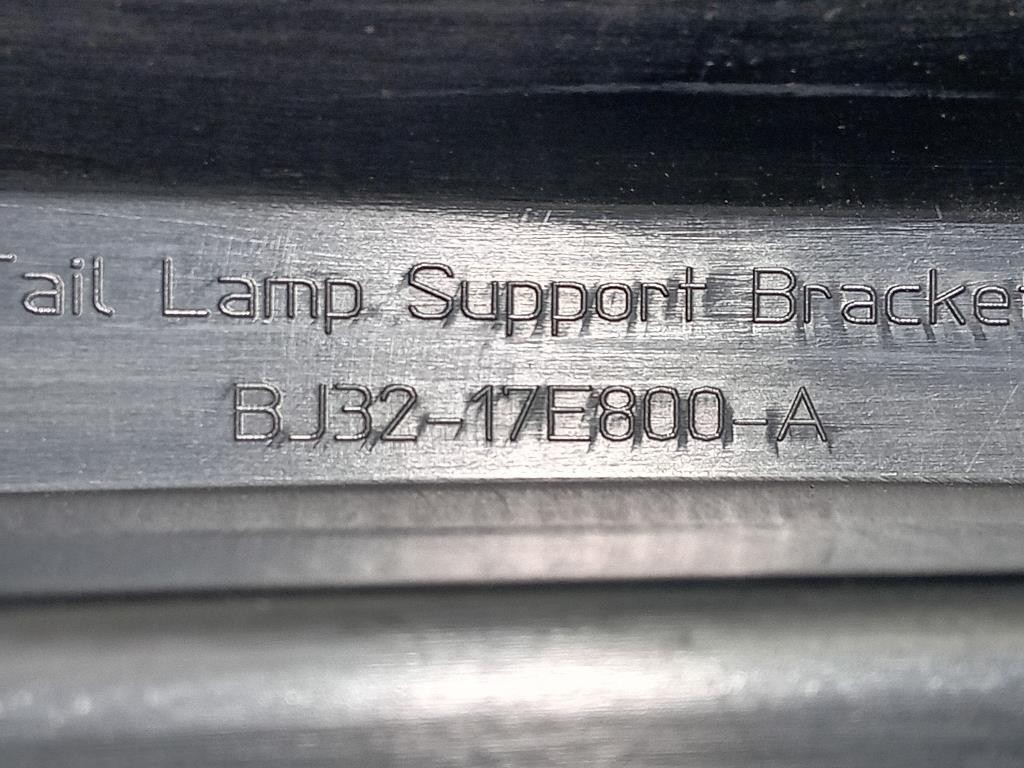 Tail Lamp Support Bracket
BJ32-17E800-A